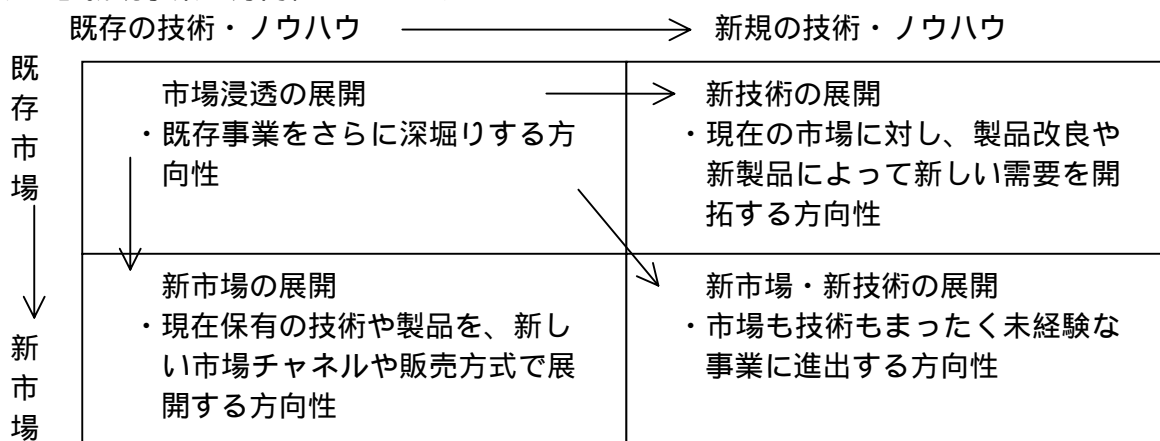 既存の技術・ノウハウ 新規の技術・ノウハウ
既存市場
新市場
市場浸透の展開
・既存事業をさらに深堀りする方
向性
新技術の展開
・現在の市場に対し、製品改良や
新製品によって新しい需要を開
拓する方向性
新市場の展開
・現在保有の技術や製品を、新し
い市場チャネルや販売方式で展
開する方向性
新市場・新技術の展開
・市場も技術もまったく未経験な
事業に進出する方向性